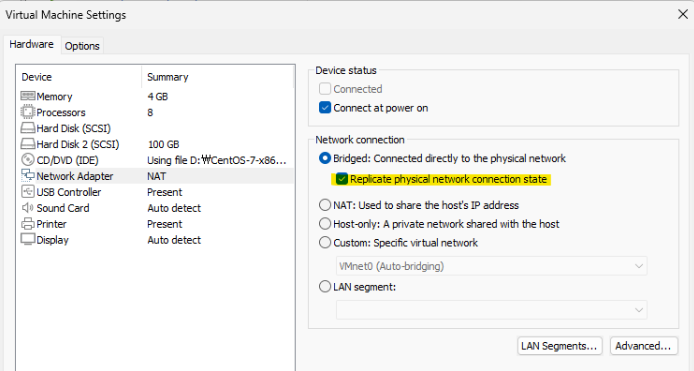 Virtual Machine Settings
Hardware Options
Device Summary
Memory 4 GB
Processors 8
Hard Disk (SCSI)
Hard Disk 2 (SCSI) 100 GB
CD/DVD (IDE) Using file D:₩CentOS-7-x86...
Network Adapter NAT
USB Controller Present
Sound Card Auto detect
Printer Present
Display Auto detect
Device status
Connected
Connect at power on
Network connection
Bridged: Connected directly to the physical network
Replicate physical network connection state
NAT: Used to share the host's IP address
Host-only: A private network shared with the host
Custom: Specific virtual network
VMnet0 (Auto-bridging)
LAN segment:
LAN Segments... Advanced...